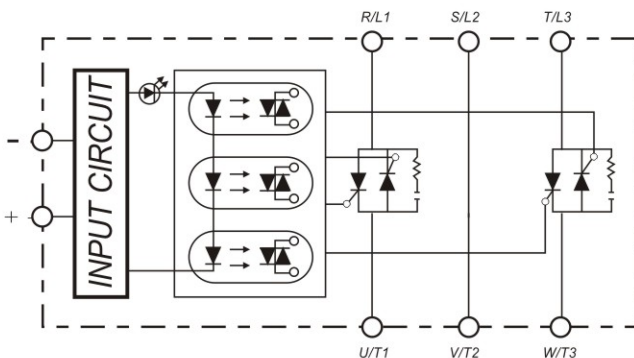 R/L1 S/L2 T/L3
-
+
INPUT CIRCUIT
U/T1 V/T2 W/T3